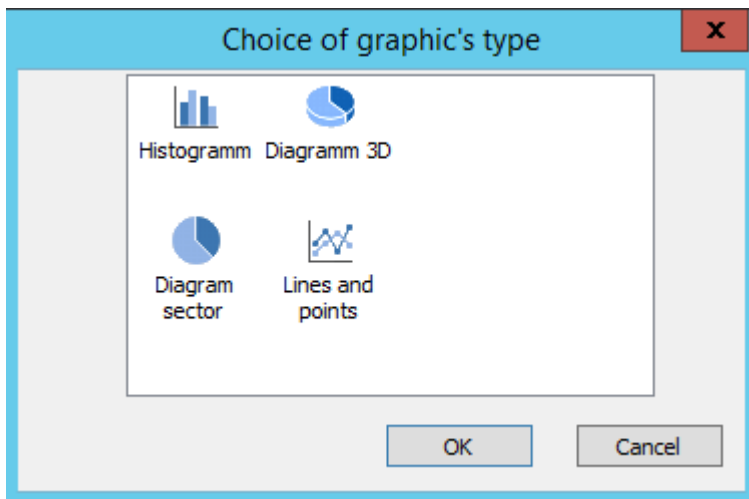 Choice of graphic's type
x
Histogramm Diagramm 3D
Diagram
sector
Lines and
points
OK
Cancel